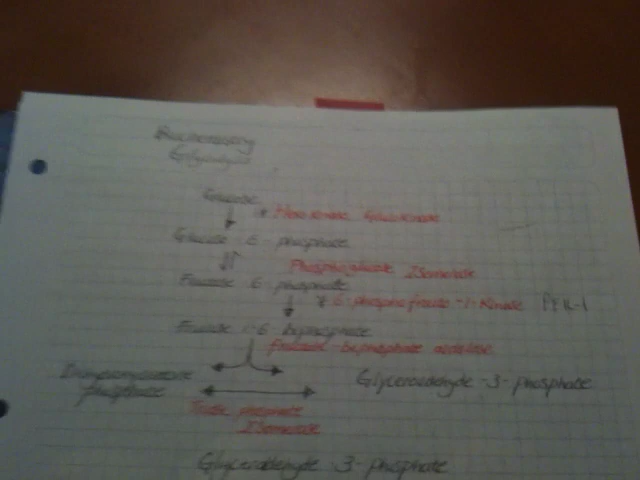 Biochemistry
Glycolysis
Glucose
Hexokinase Glucokinase
Glucose 6-phosphate
Phosphoglucose Isomerase
Fructose 6 phosphate
6-phosphofructo-1-Kinase PFK-1
Fructose 1-6 bisphosphate
fructose-bisphosphate aldolase
Dihydroxyacetone
phosphate
Glyceraldehyde-3-phosphate
Triose phosphate
Isomerase
Glyceraldehyde 3-phosphate